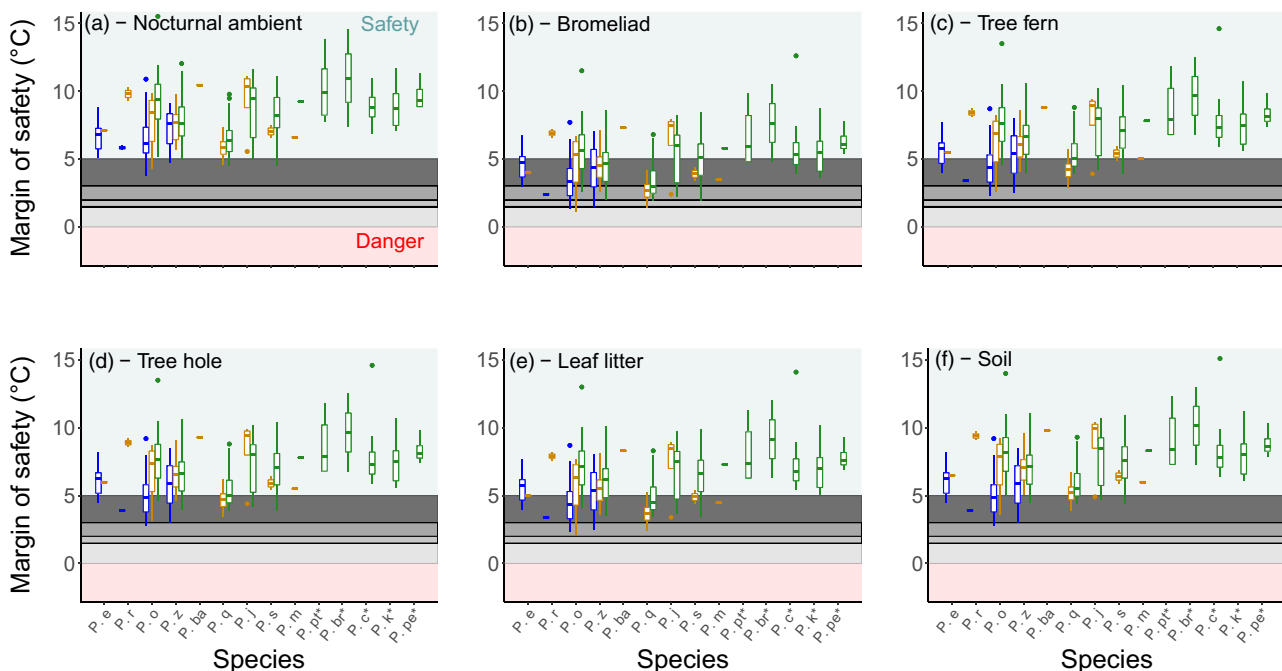 (a) − Nocturnal ambient
Safety
(b) − Bromeliad
(c) − Tree fern
Margin of safety (°C)
15
10
5
0
Danger
15
10
5
0
15
10
5
0
(d) − Tree hole
(e) − Leaf litter
(f) − Soil
Margin of safety (°C)
15
10
5
0
15
10
5
0
15
10
5
0
P. e
P. r
P. o
P. z
P. ba
P. q
P. j
P. s
P. m
P. pt*
P. br*
P. c*
P. k*
P. pe*
P. e
P. r
P. o
P. z
P. ba
P. q
P. j
P. s
P. m
P. pt*
P. br*
P. c*
P. k*
P. pe*
P. e
P. r
P. o
P. z
P. ba
P. q
P. j
P. s
P. m
P. pt*
P. br*
P. c*
P. k*
P. pe*
Species
Species
Species